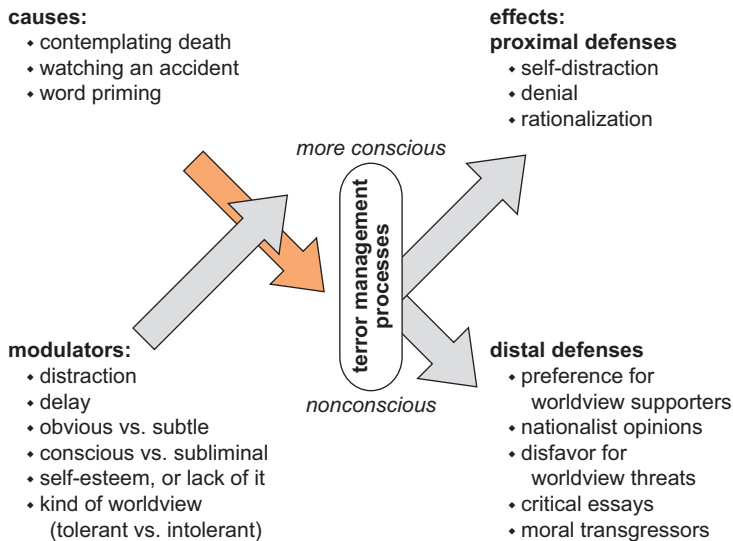 causes:
• contemplating death
• watching an accident
• word priming
effects:
proximal defenses
• self-distraction
• denial
• rationalization
more conscious
terror management
processes
nonconscious
modulators:
• distraction
• delay
• obvious vs. subtle
• conscious vs. subliminal
• self-esteem, or lack of it
• kind of worldview
(tolerant vs. intolerant)
distal defenses
• preference for
worldview supporters
• nationalist opinions
• disfavor for
worldview threats
• critical essays
• moral transgressors